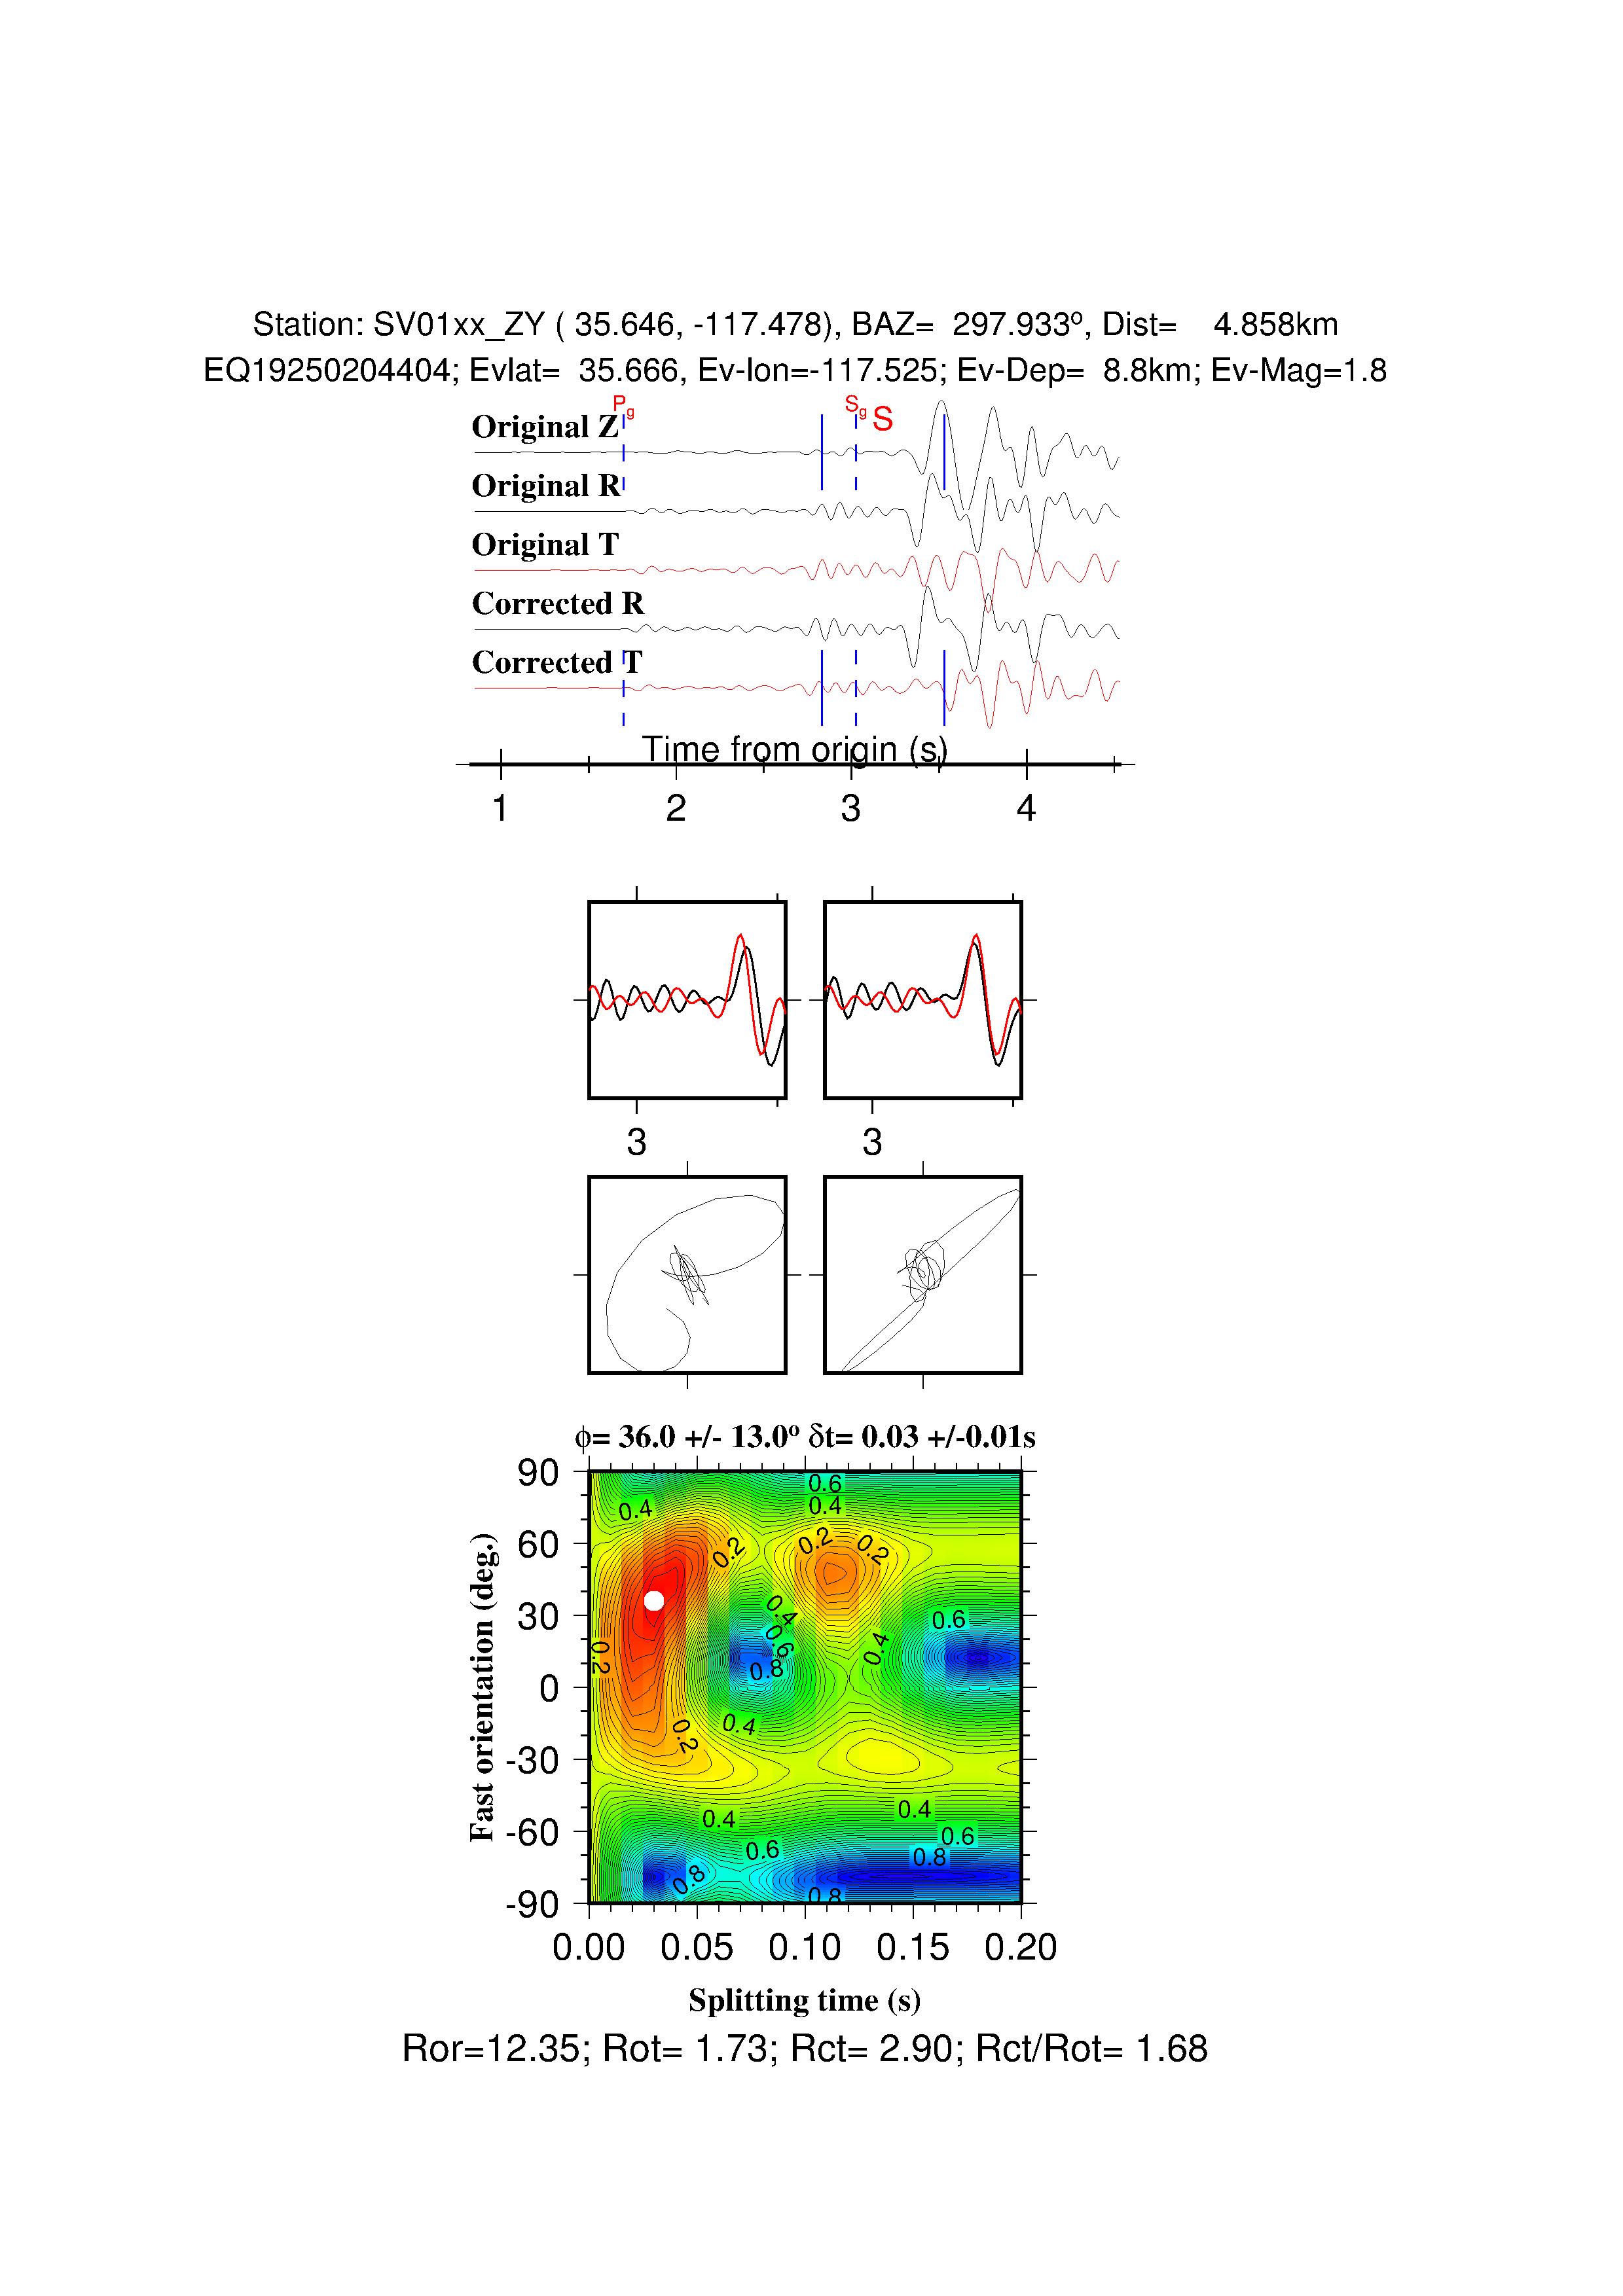 Station: SV01xx_ZY ( 35.646, -117.478), BAZ= 297.933º, Dist= 4.858km
EQ19250204404; Evlat= 35.666, Ev-lon=-117.525; Ev-Dep= 8.8km; Ev-Mag=1.8
Pg Sg S
Original Z
Original R
Original T
Corrected R
Corrected T
Time from origin (s)
1 2 3 4
3 3
ϕ= 36.0 +/- 13.0º δt= 0.03 +/-0.01s
90
60
30
0
-30
-60
-90
Fast orientation (deg.)
0.6
0.4
0.4
0.2
0.2
0.2
0.4
0.6
0.6
0.2
0.4
0.8
0.4
0.2
0.4
0.4
0.6
0.6
0.8
0.8
0.8
0.00 0.05 0.10 0.15 0.20
Splitting time (s)
Ror=12.35; Rot= 1.73; Rct= 2.90; Rct/Rot= 1.68